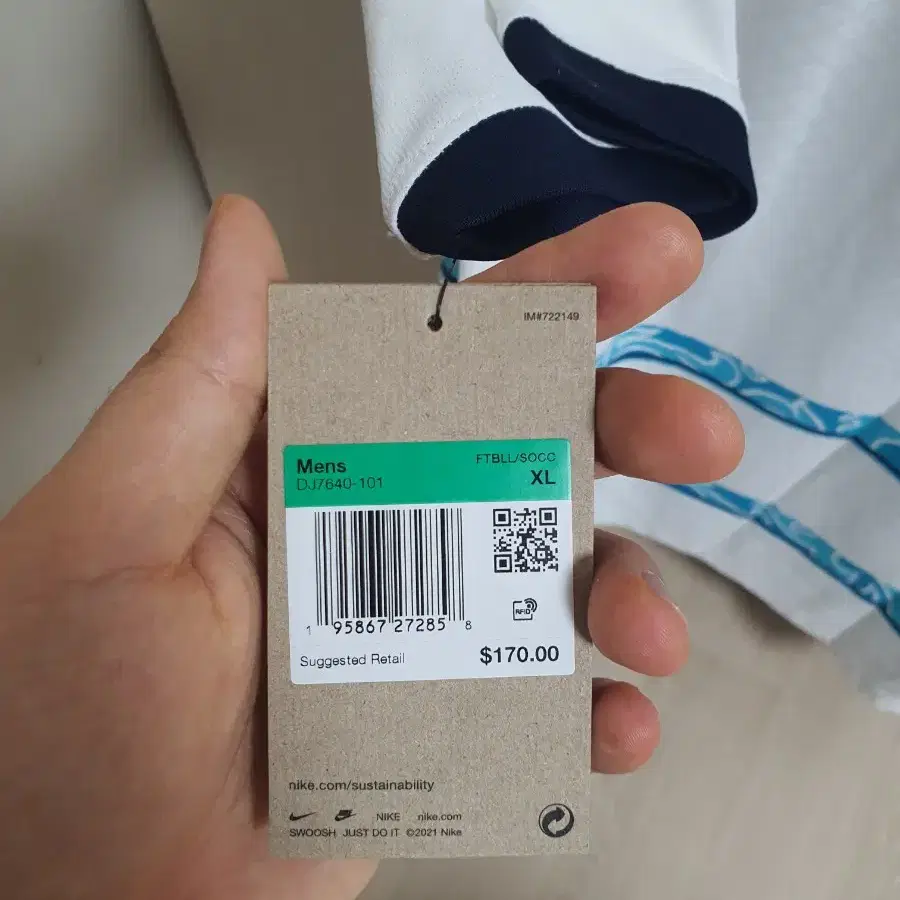 IM#722149
Mens FTBLL/SOCC
DJ7640-101 XL
RFID
1 95867 27285 8
Suggested Retail $170.00
nike.com/sustainability
NIKE nike.com
SWOOSH JUST DO IT ©2021 Nike